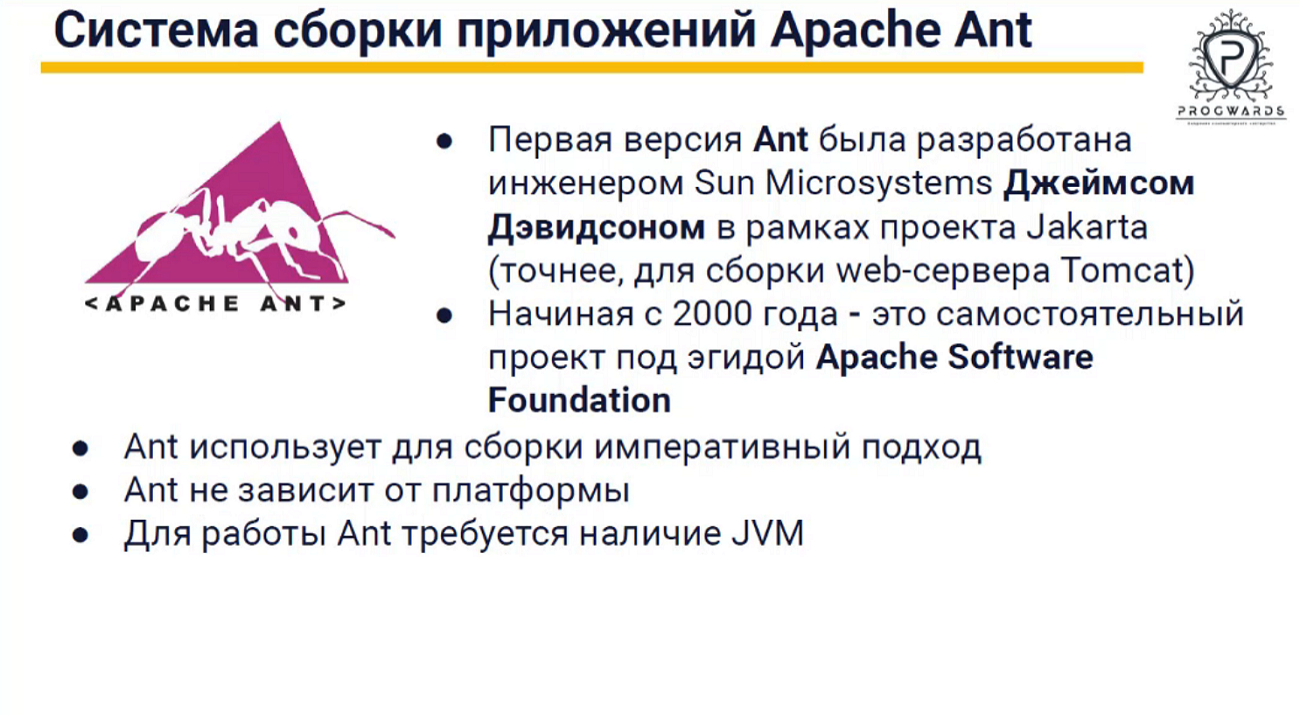 Система сборки приложений Apache Ant
PROGWARDS
● Первая версия Ant была разработана
инженером Sun Microsystems Джеймсом
Дэвидсоном в рамках проекта Jakarta
(точнее, для сборки web-сервера Tomcat)
● Начиная с 2000 года - это самостоятельный
проект под эгидой Apache Software
Foundation
<APACHE ANT>
● Ant использует для сборки императивный подход
● Ant не зависит от платформы
● Для работы Ant требуется наличие JVM